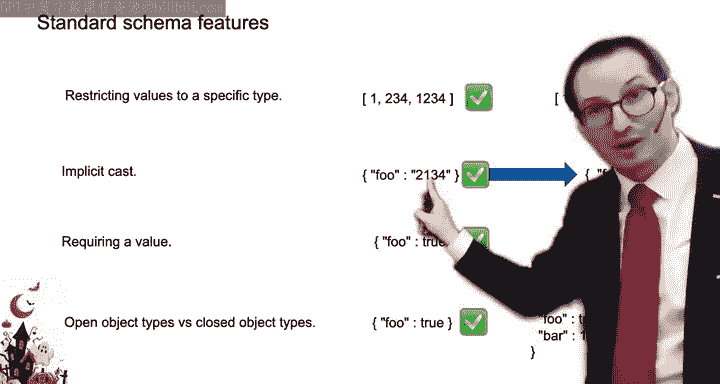 Standard schema features
Restricting values to a specific type.
[ 1, 234, 1234 ]
[
Implicit cast.
{ "foo" : "2134" }
{
Requiring a value.
{ "foo" : true
Open object types vs closed object types.
{ "foo" : true }
"foo" :
"bar" : 1
}